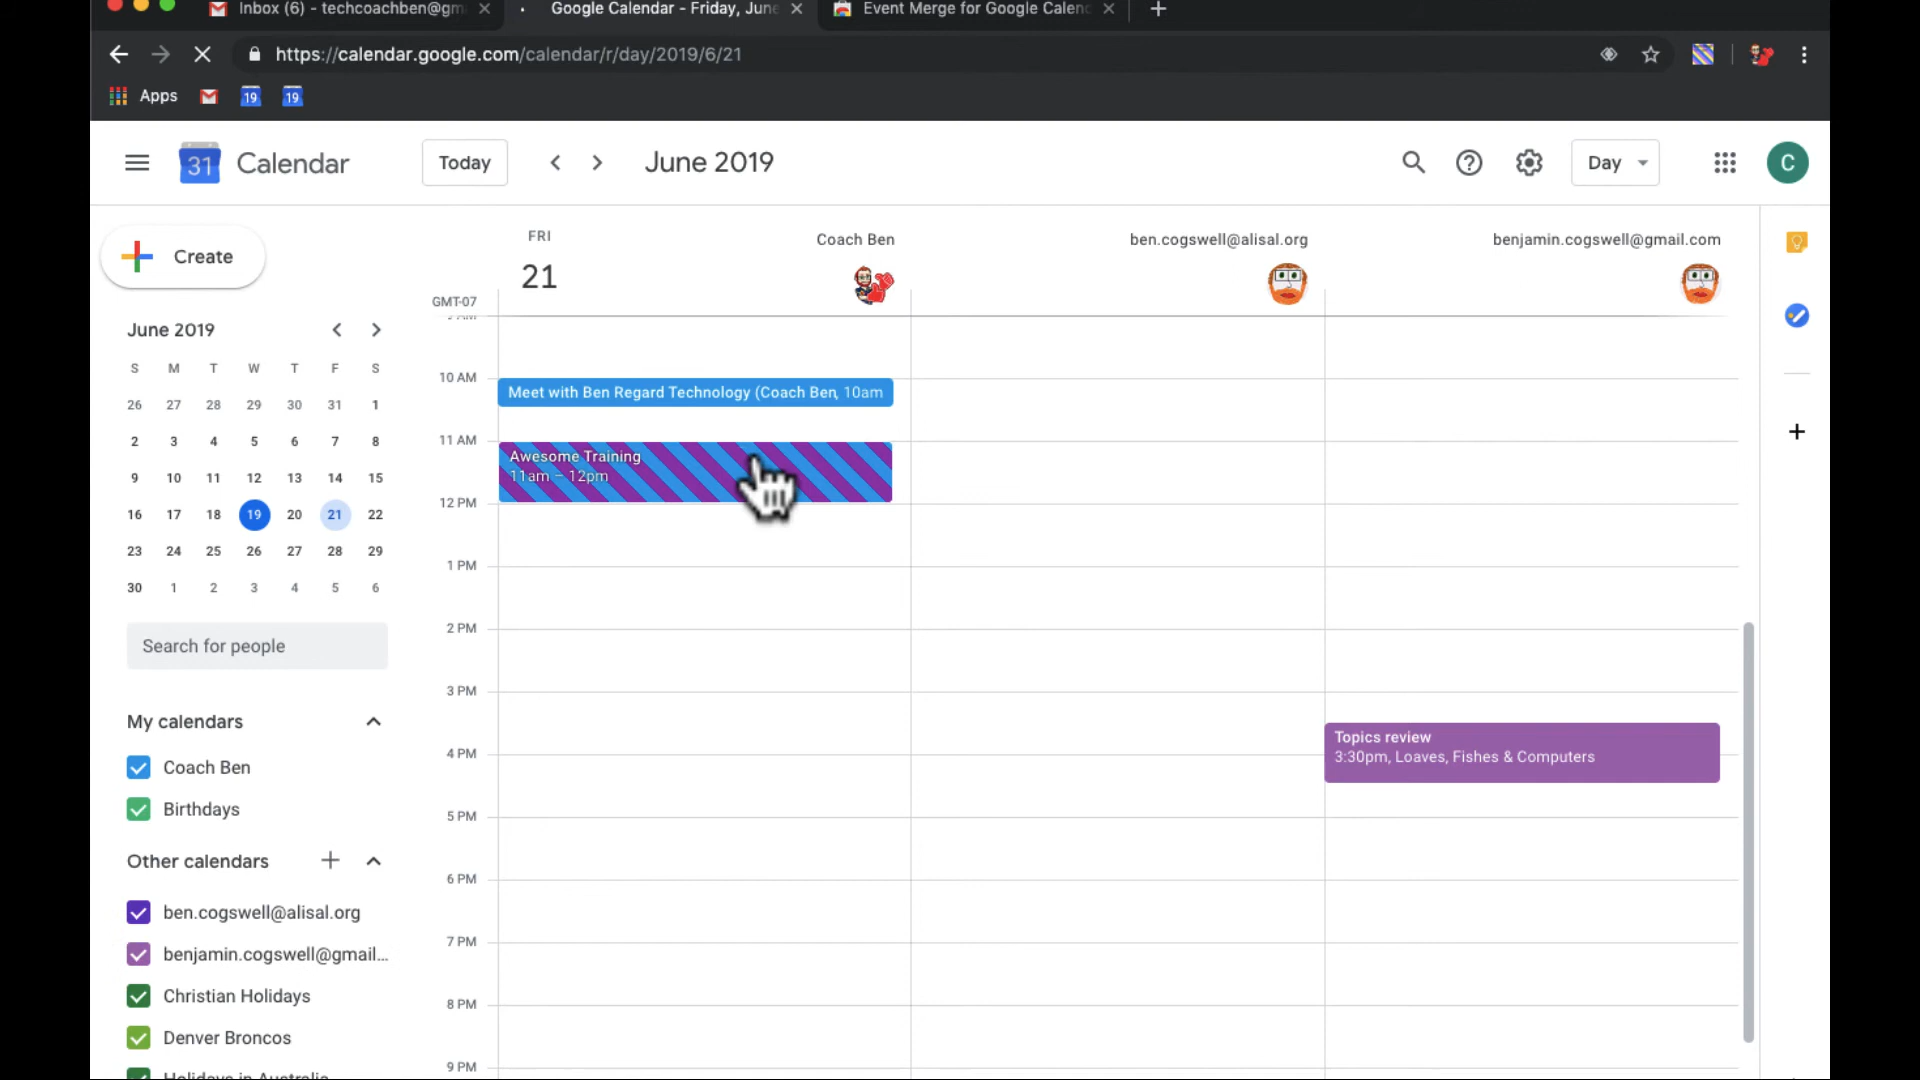 Inbox (6) - techcoachben@gm
Google Calendar - Friday, June
Event Merge for Google Calend
https://calendar.google.com/calendar/r/day/2019/6/21
Apps
19
19
31
Calendar
Today
June 2019
Day
C
Create
FRI
21
GMT-07
Coach Ben
ben.cogswell@alisal.org
benjamin.cogswell@gmail.com
June 2019
S M T W T F S
26 27 28 29 30 31 1
2 3 4 5 6 7 8
9 10 11 12 13 14 15
16 17 18 19 20 21 22
23 24 25 26 27 28 29
30 1 2 3 4 5 6
Search for people
My calendars
Coach Ben
Birthdays
Other calendars
ben.cogswell@alisal.org
benjamin.cogswell@gmail...
Christian Holidays
Denver Broncos
Holidays in Australia
9 AM
10 AM
Meet with Ben Regard Technology (Coach Ben, 10am
11 AM
Awesome Training
11am – 12pm
12 PM
1 PM
2 PM
3 PM
Topics review
3:30pm, Loaves, Fishes & Computers
4 PM
5 PM
6 PM
7 PM
8 PM
9 PM